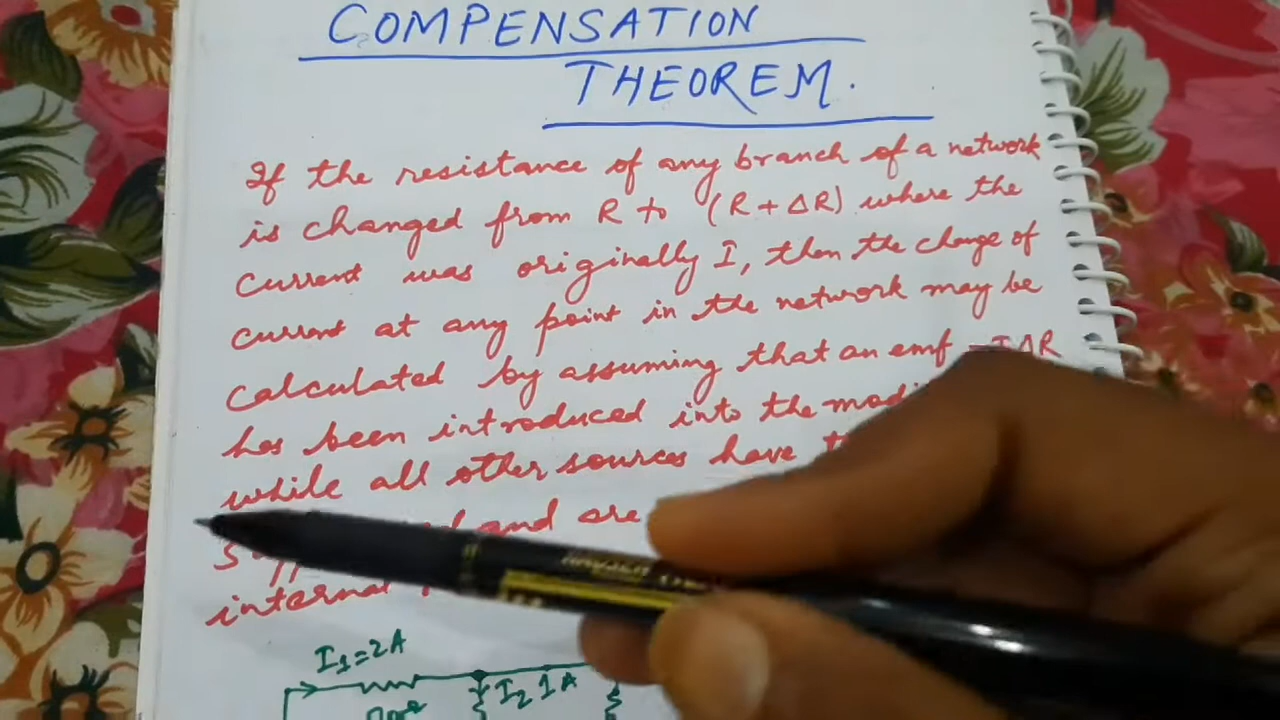 COMPENSATION
THEOREM.
If the resistance of any branch of a network
is changed from R to (R + ΔR) where the
current was originally I, then the change of
current at any point in the network may be
calculated by assuming that an emf -IΔR
has been introduced into the
while all other sources have
and are
internal
I1=2A
I2 1A